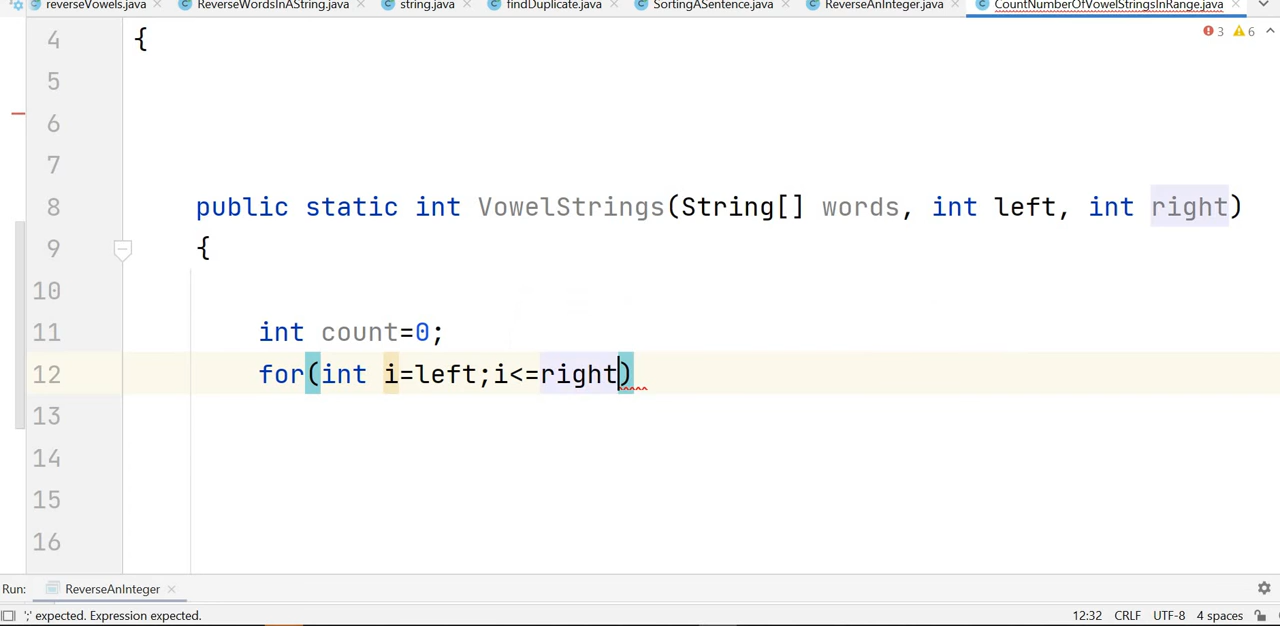 reverseVowels.java ReverseWordsInAString.java string.java findDuplicate.java SortingASentence.java ReverseAnInteger.java CountNumberOfVowelStringsInRange.java
4 {
3 6
5
6
7
8 public static int VowelStrings(String[] words, int left, int right)
9 {
10
11 int count=0;
12 for(int i=left;i<=right)
13
14
15
16
Run: ReverseAnInteger
';' expected. Expression expected. 12:32 CRLF UTF-8 4 spaces